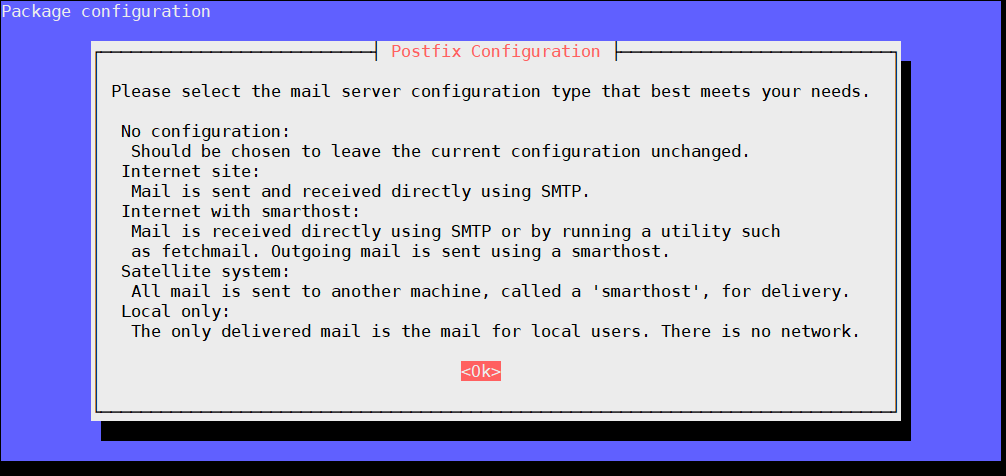 Package configuration
Postfix Configuration
Please select the mail server configuration type that best meets your needs.
No configuration:
Should be chosen to leave the current configuration unchanged.
Internet site:
Mail is sent and received directly using SMTP.
Internet with smarthost:
Mail is received directly using SMTP or by running a utility such
as fetchmail. Outgoing mail is sent using a smarthost.
Satellite system:
All mail is sent to another machine, called a 'smarthost', for delivery.
Local only:
The only delivered mail is the mail for local users. There is no network.
<Ok>